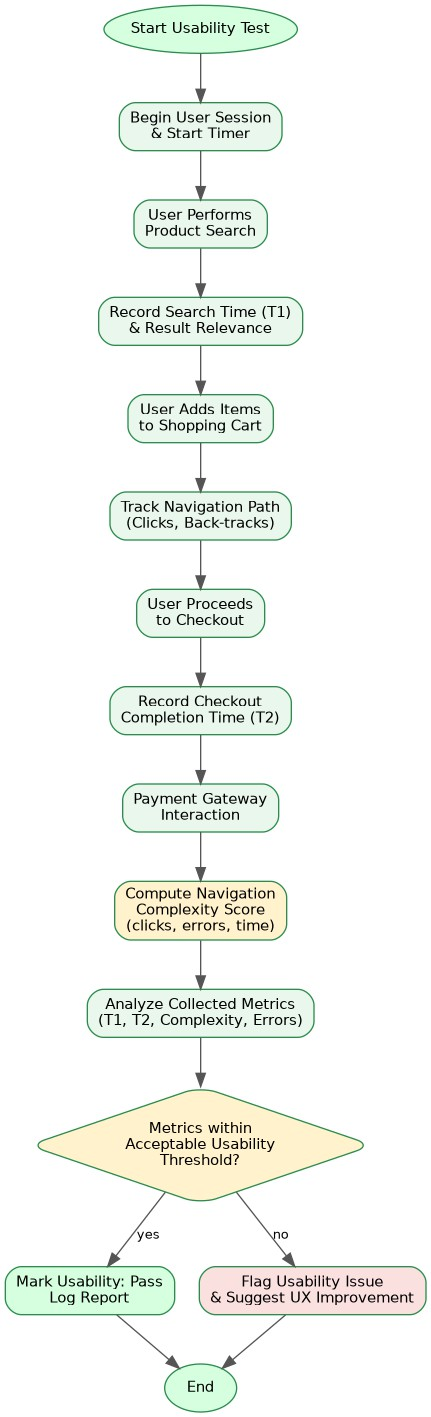 Start Usability Test
Begin User Session
& Start Timer
User Performs
Product Search
Record Search Time (T1)
& Result Relevance
User Adds Items
to Shopping Cart
Track Navigation Path
(Clicks, Back-tracks)
User Proceeds
to Checkout
Record Checkout
Completion Time (T2)
Payment Gateway
Interaction
Compute Navigation
Complexity Score
(clicks, errors, time)
Analyze Collected Metrics
(T1, T2, Complexity, Errors)
Metrics within
Acceptable Usability
Threshold?
yes
no
Mark Usability: Pass
Log Report
Flag Usability Issue
& Suggest UX Improvement
End